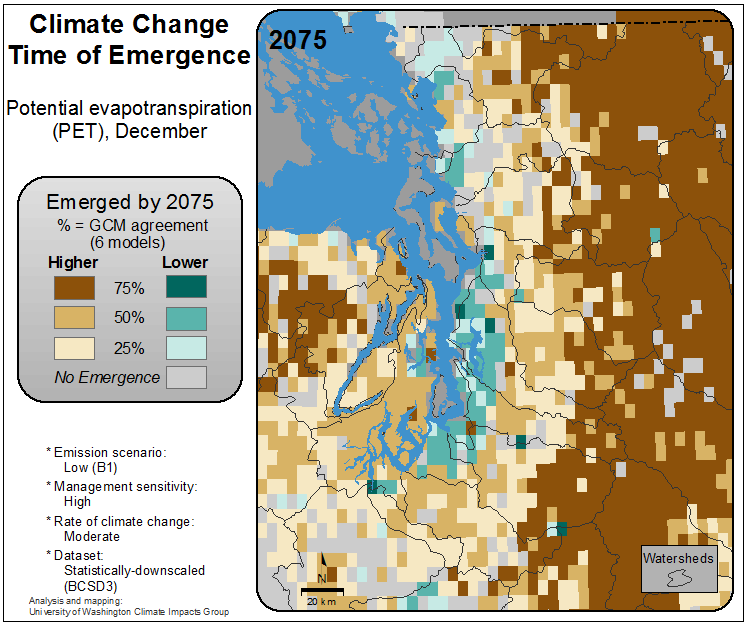 Climate Change
Time of Emergence
Potential evapotranspiration
(PET), December
Emerged by 2075
% = GCM agreement
(6 models)
Higher Lower
75%
50%
25%
No Emergence
* Emission scenario:
Low (B1)
* Management sensitivity:
High
* Rate of climate change:
Moderate
* Dataset:
Statistically-downscaled
(BCSD3)
Analysis and mapping:
University of Washington Climate Impacts Group
2075
N
20 km
Watersheds